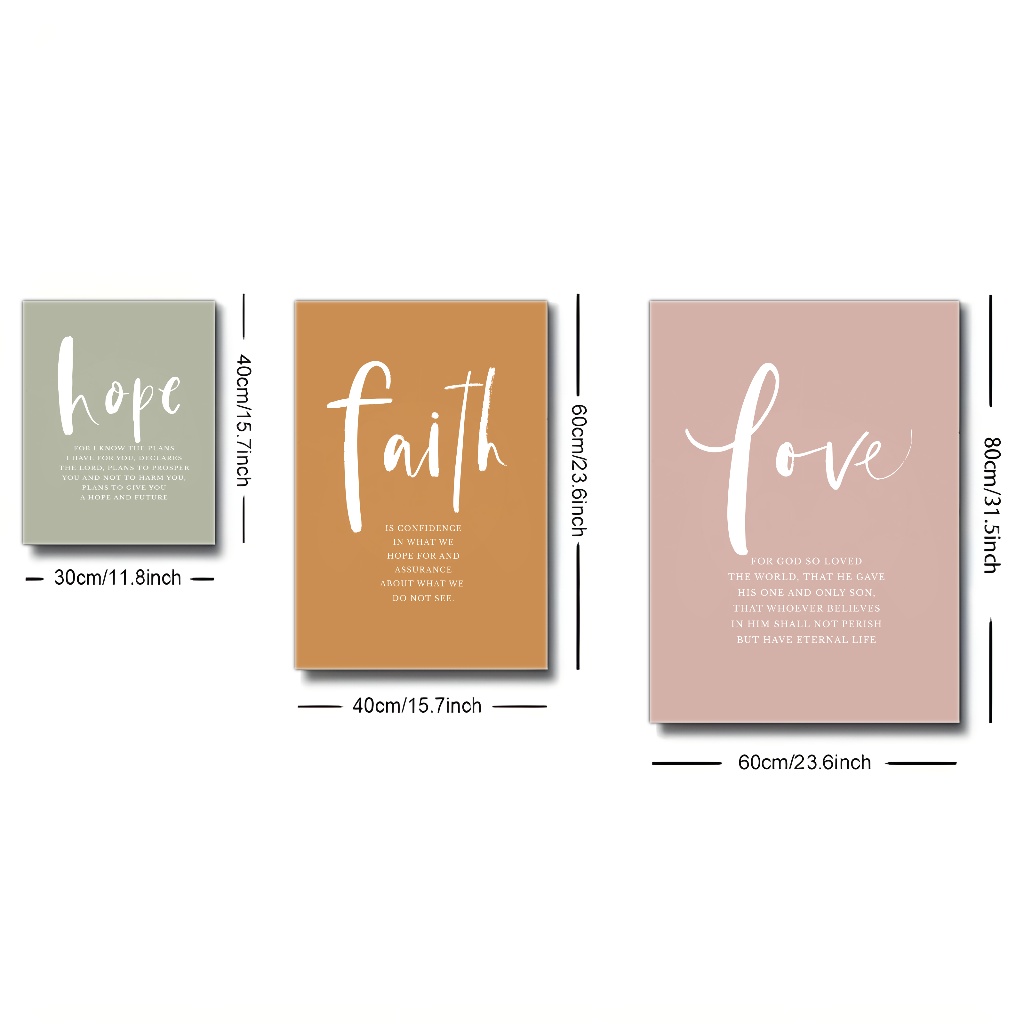 hope
FOR I KNOW THE PLANS
I HAVE FOR YOU, DECLARES
THE LORD, PLANS TO PROSPER
YOU AND NOT TO HARM YOU,
PLANS TO GIVE YOU
A HOPE AND FUTURE
40cm/15.7inch
30cm/11.8inch
faith
IS CONFIDENCE
IN WHAT WE
HOPE FOR AND
ASSURANCE
ABOUT WHAT WE
DO NOT SEE.
60cm/23.6inch
40cm/15.7inch
love
FOR GOD SO LOVED
THE WORLD, THAT HE GAVE
HIS ONE AND ONLY SON,
THAT WHOEVER BELIEVES
IN HIM SHALL NOT PERISH
BUT HAVE ETERNAL LIFE
80cm/31.5inch
60cm/23.6inch